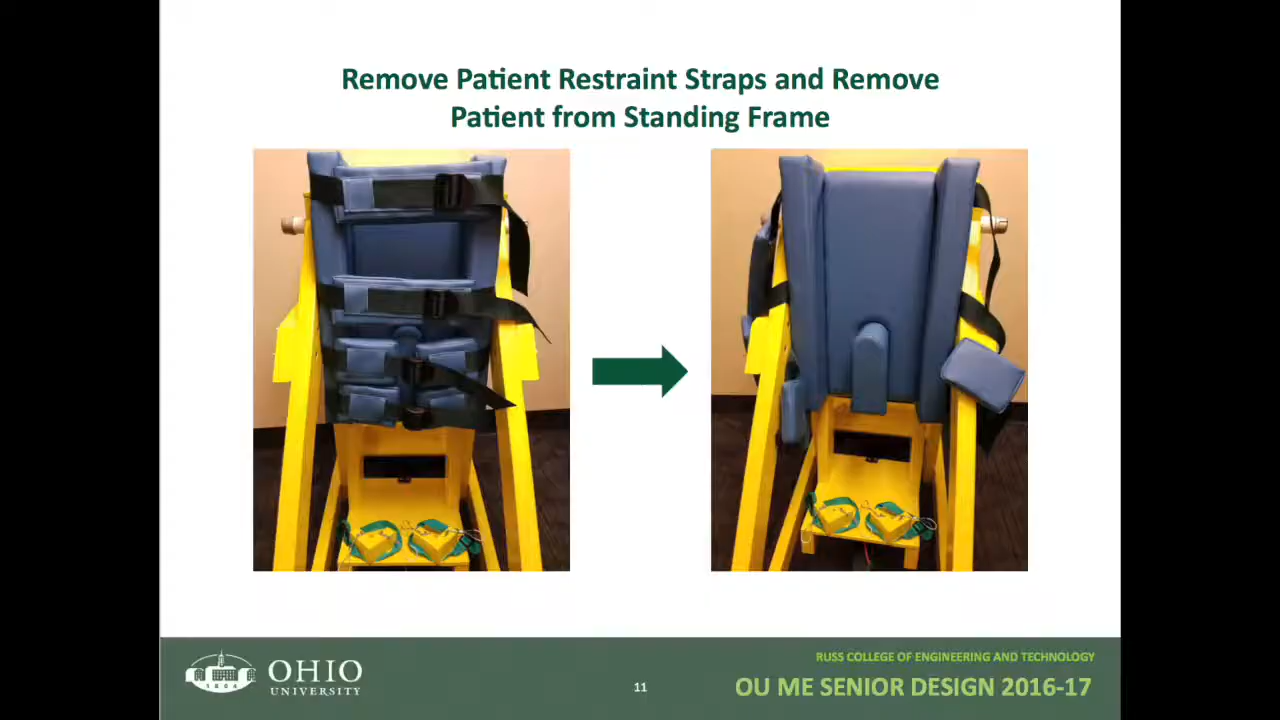 Remove Patient Restraint Straps and Remove
Patient from Standing Frame
RUSS COLLEGE OF ENGINEERING AND TECHNOLOGY
1804
OHIO
UNIVERSITY
11
OU ME SENIOR DESIGN 2016-17